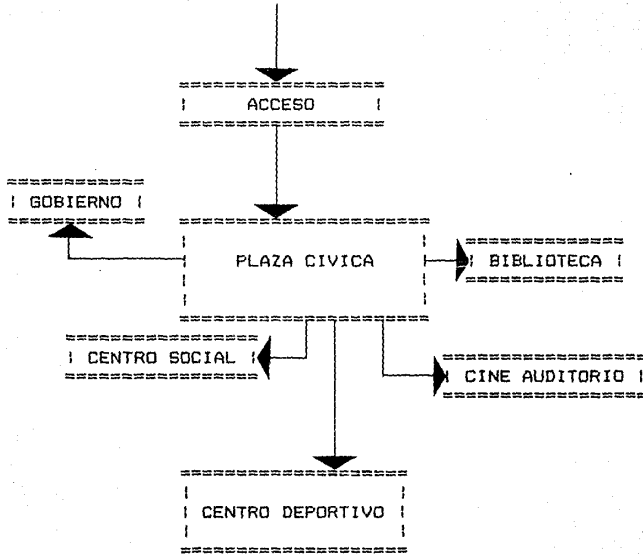 ACCESO
GOBIERNO
PLAZA CIVICA
BIBLIOTECA
CENTRO SOCIAL
CINE AUDITORIO
CENTRO DEPORTIVO